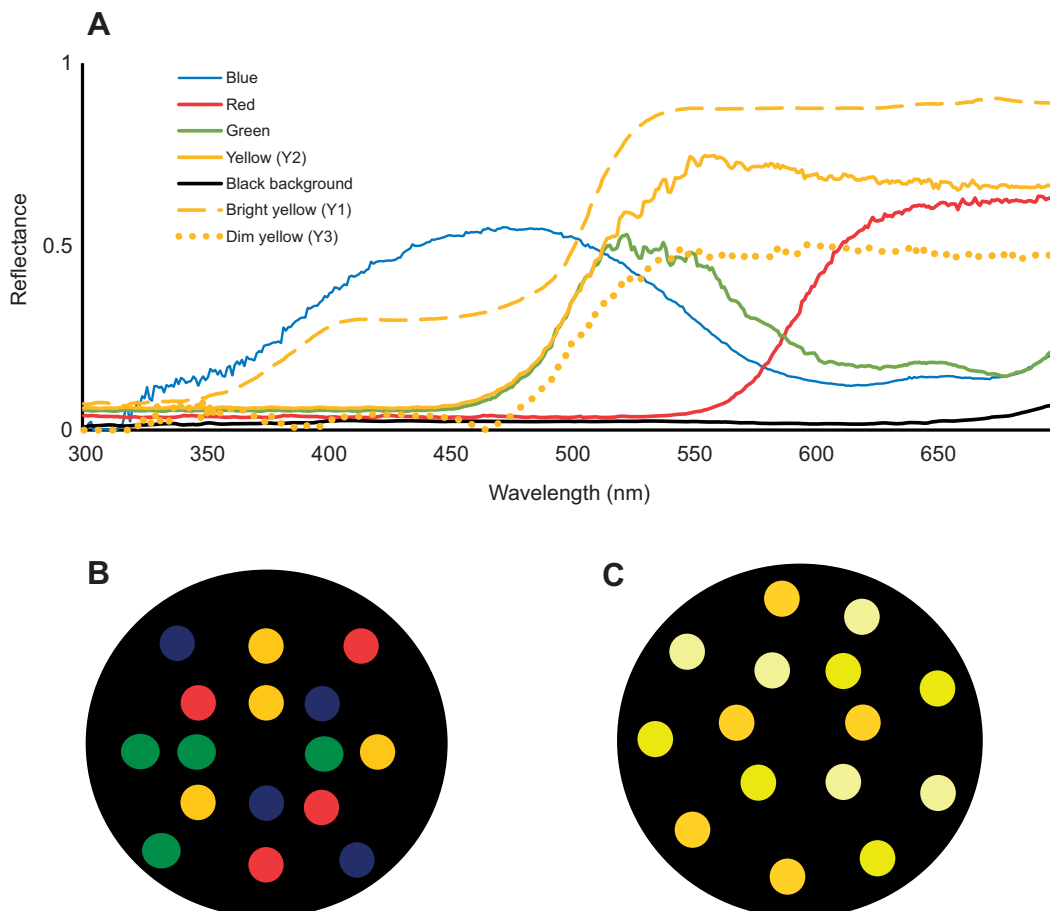 A
1
Blue
Red
Green
Yellow (Y2)
Black background
Bright yellow (Y1)
Dim yellow (Y3)
0.5
Reflectance
0
300 350 400 450 500 550 600 650
Wavelength (nm)
B C